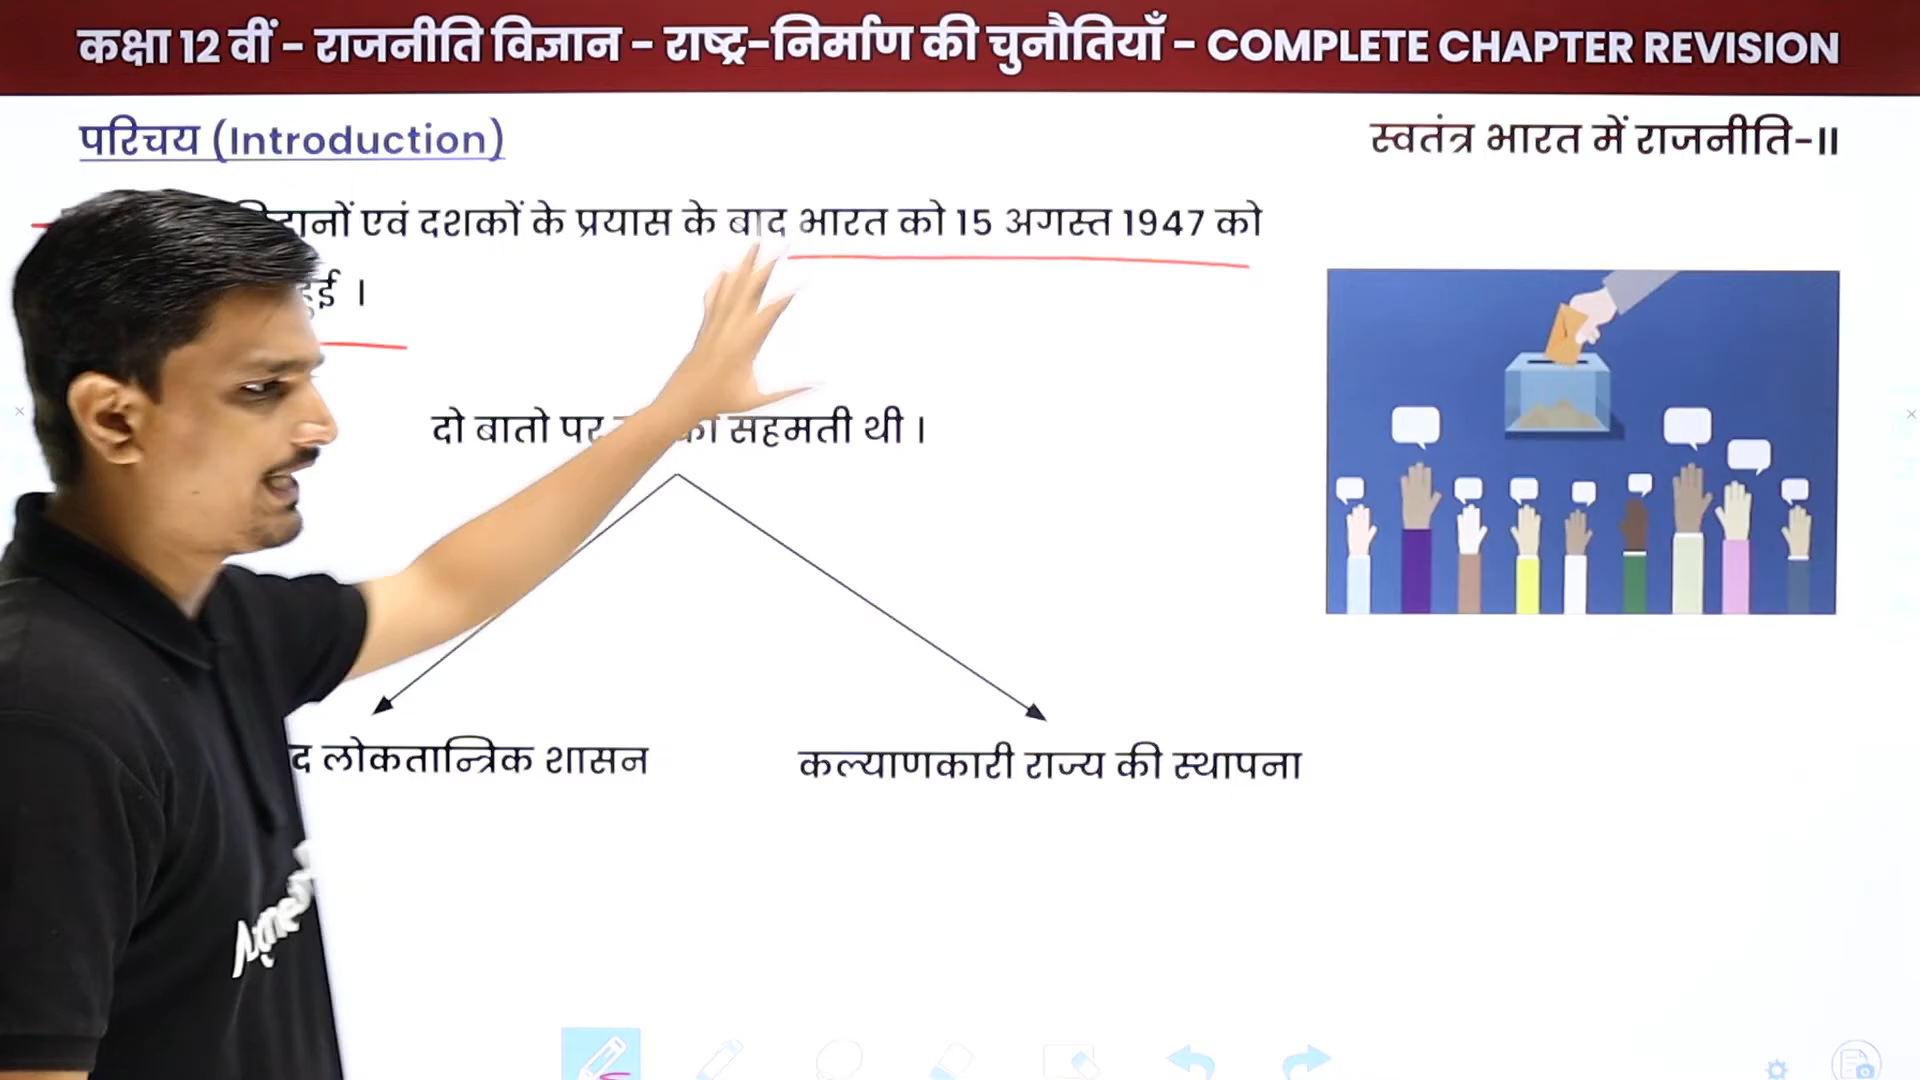 कक्षा 12 वीं - राजनीति विज्ञान - राष्ट्र-निर्माण की चुनौतियाँ - COMPLETE CHAPTER REVISION
परिचय (Introduction)
स्वतंत्र भारत में राजनीति-II
एवं दशकों के प्रयास के बाद भारत को 15 अगस्त 1947 को
हुई ।
दो बातो पर सहमती थी ।
लोकतान्त्रिक शासन
कल्याणकारी राज्य की स्थापना